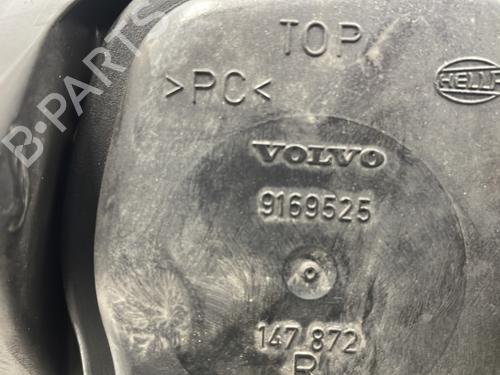 TOP
>PC<
HELLA
VOLVO
9169525
147 872
R
B-PARTS